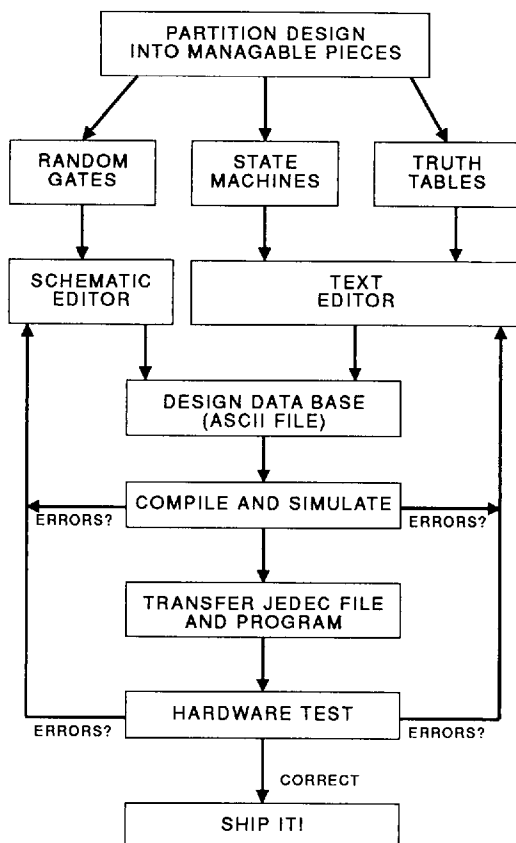 PARTITION DESIGN
INTO MANAGABLE PIECES
RANDOM
GATES
STATE
MACHINES
TRUTH
TABLES
SCHEMATIC
EDITOR
TEXT
EDITOR
DESIGN DATA BASE
(ASCII FILE)
COMPILE AND SIMULATE
ERRORS?
ERRORS?
TRANSFER JEDEC FILE
AND PROGRAM
HARDWARE TEST
ERRORS?
ERRORS?
CORRECT
SHIP IT!